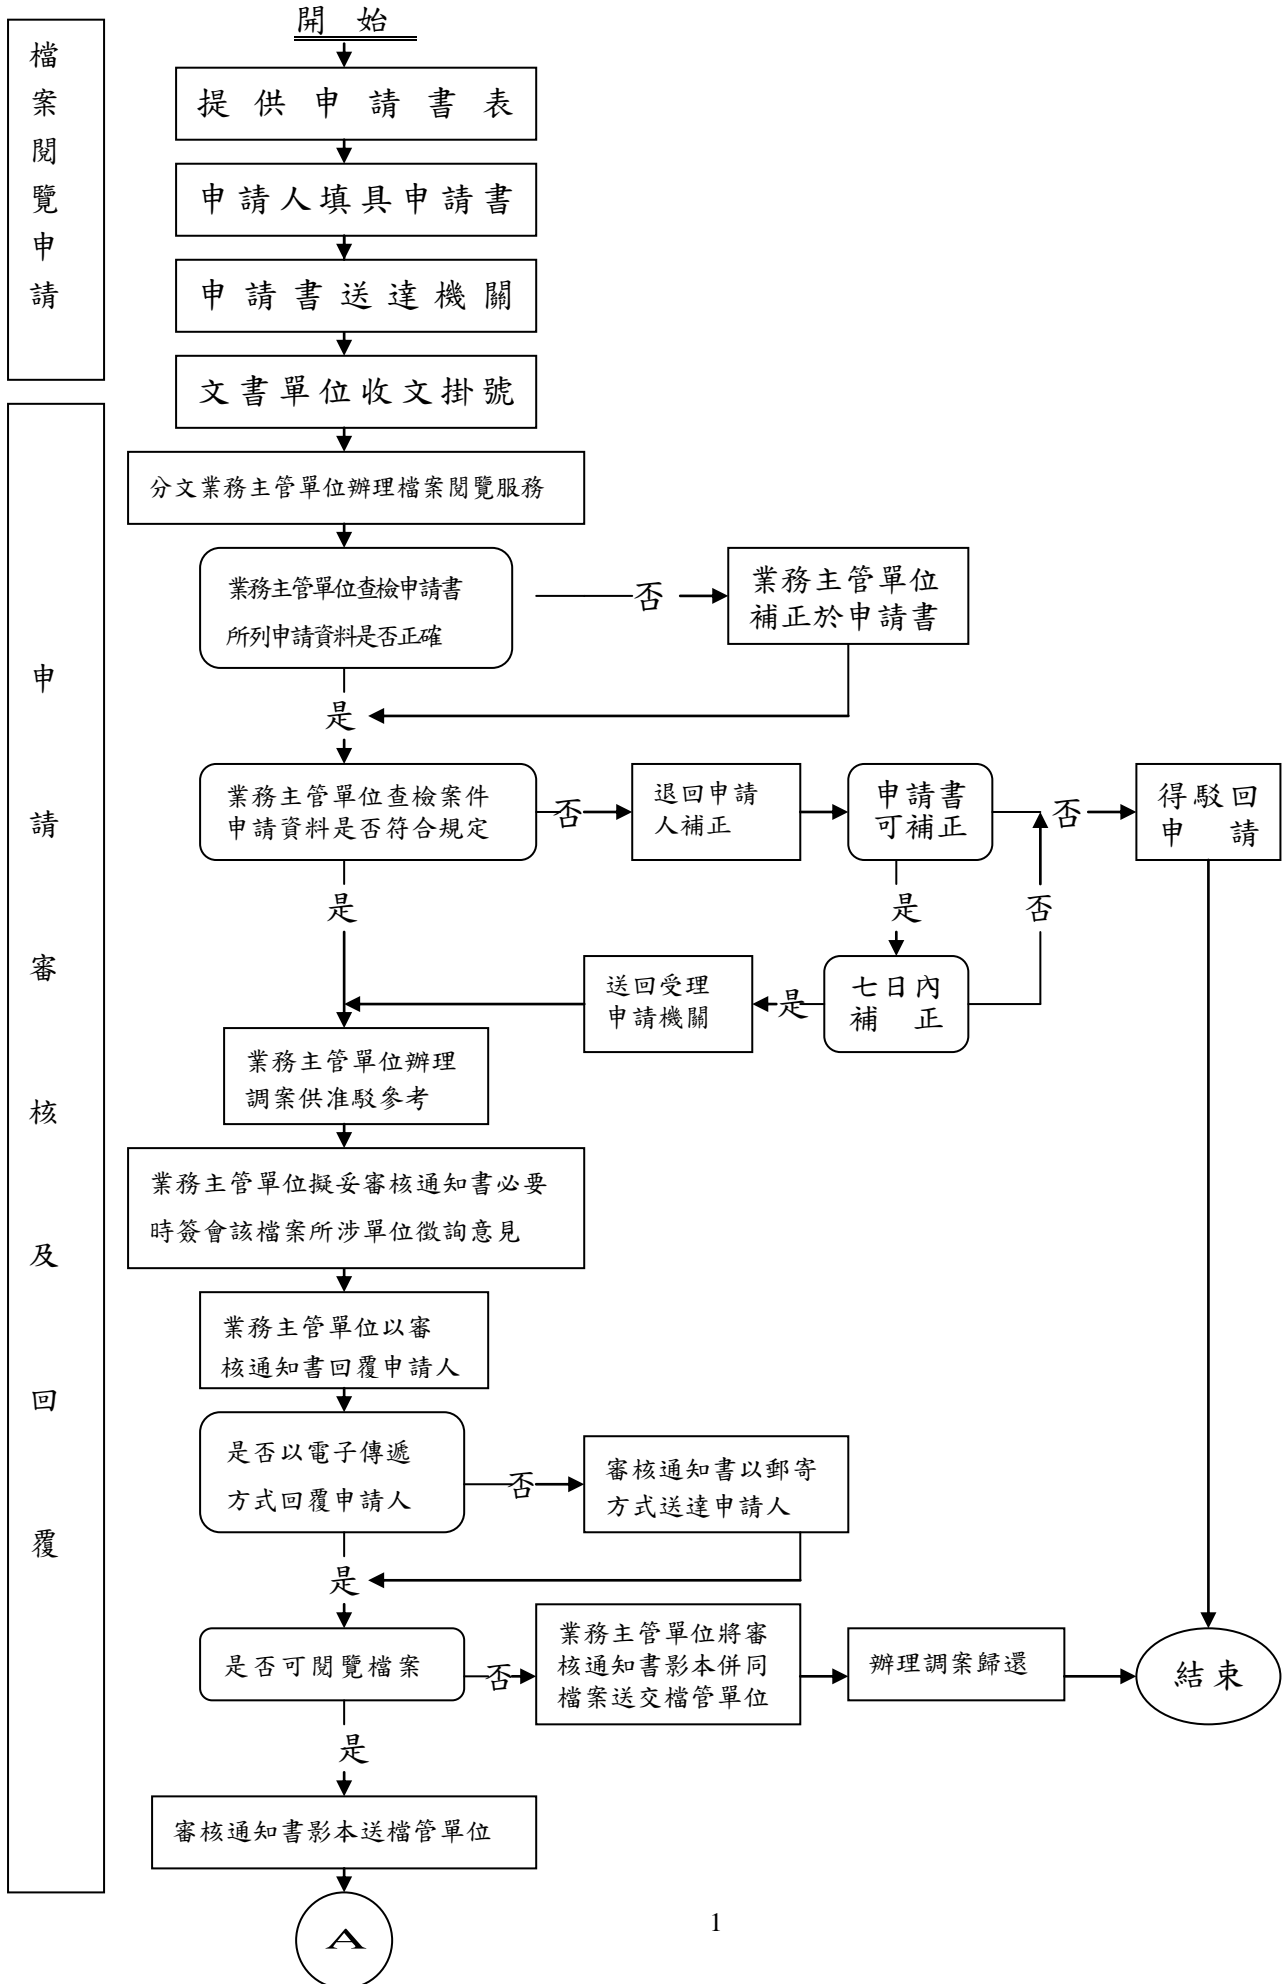 檔案閱覽申請
開始
提供申請書表
申請人填具申請書
申請書送達機關
文書單位收文掛號
申請審核及回覆
分文業務主管單位辦理檔案閱覽服務
業務主管單位查檢申請書
所列申請資料是否正確
否
業務主管單位
補正於申請書
是
業務主管單位查檢案件
申請資料是否符合規定
否
退回申請
人補正
申請書
可補正
否
得駁回
申請
是
是
否
七日內
補正
是
送回受理
申請機關
業務主管單位辦理
調案供准駁參考
業務主管單位擬妥審核通知書必要
時簽會該檔案所涉單位徵詢意見
業務主管單位以審
核通知書回覆申請人
是否以電子傳遞
方式回覆申請人
否
審核通知書以郵寄
方式送達申請人
是
是否可閱覽檔案
否
業務主管單位將審
核通知書影本併同
檔案送交檔管單位
辦理調案歸還
結束
是
審核通知書影本送檔管單位
A
1